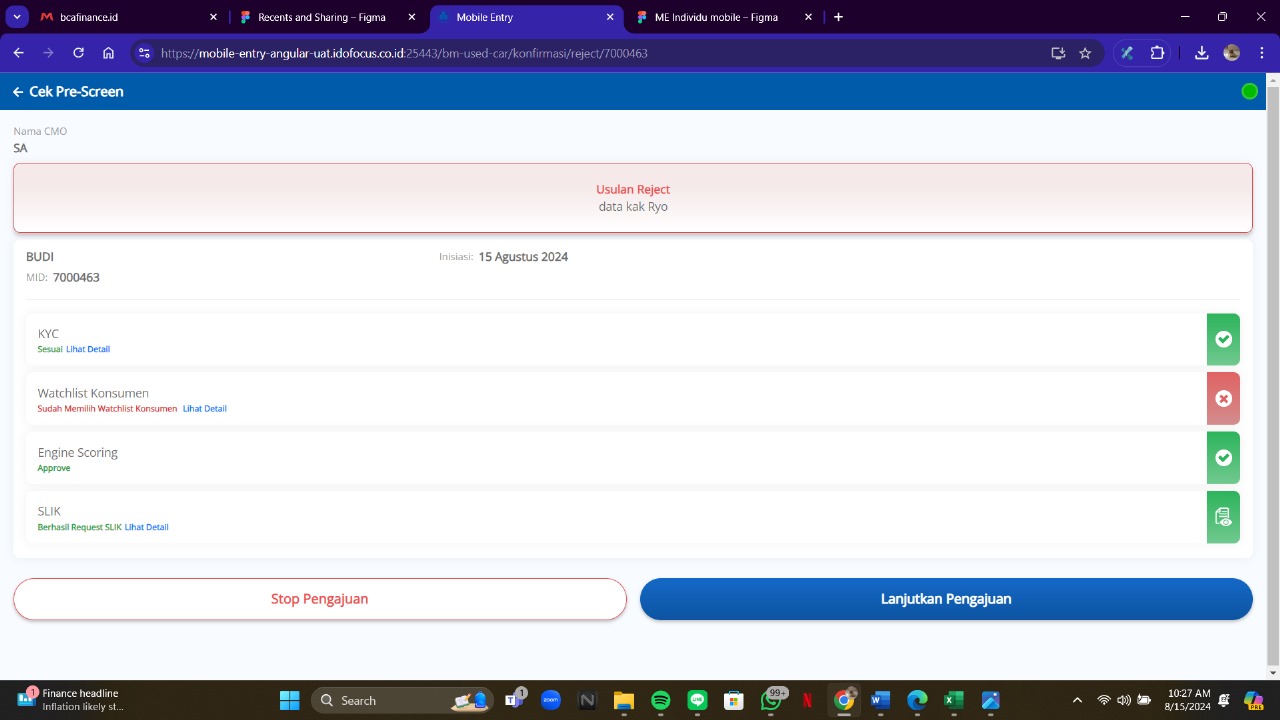 bcafinance.id
Recents and Sharing – Figma
Mobile Entry
ME Individu mobile – Figma
https://mobile-entry-angular-uat.idofocus.co.id:25443/bm-used-car/konfirmasi/reject/7000463
Cek Pre-Screen
Nama CMO
SA
Usulan Reject
data kak Ryo
BUDI
Inisiasi: 15 Agustus 2024
MID: 7000463
KYC
Sesuai Lihat Detail
Watchlist Konsumen
Sudah Memilih Watchlist Konsumen Lihat Detail
Engine Scoring
Approve
SLIK
Berhasil Request SLIK Lihat Detail
Stop Pengajuan
Lanjutkan Pengajuan
1
Finance headline
Inflation likely st...
Search
1
zoom
99+
10:27 AM
8/15/2024
PRE